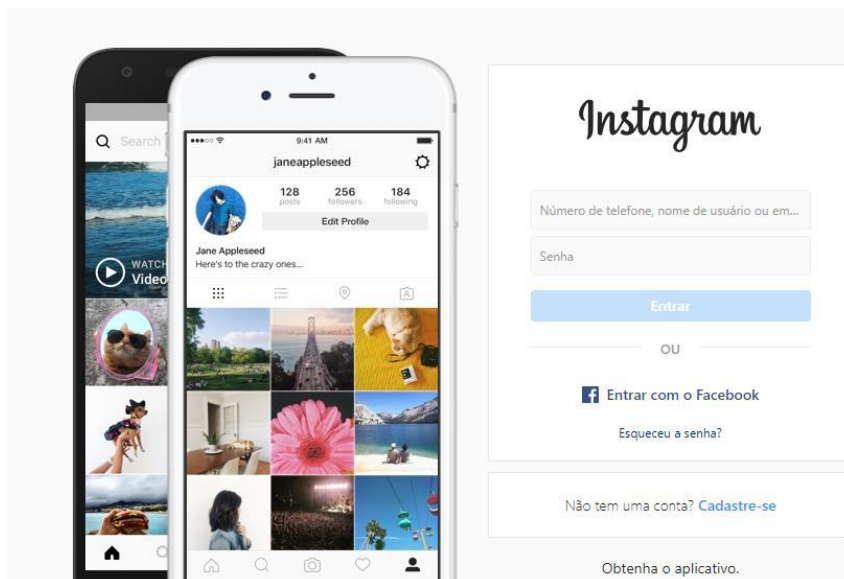 Search
WATCH
Video
9:41 AM
janeappleseed
128 256 184
posts followers following
Edit Profile
Jane Appleseed
Here's to the crazy ones...
Instagram
Número de telefone, nome de usuário ou em...
Senha
Entrar
OU
Entrar com o Facebook
Esqueceu a senha?
Não tem uma conta? Cadastre-se
Obtenha o aplicativo.